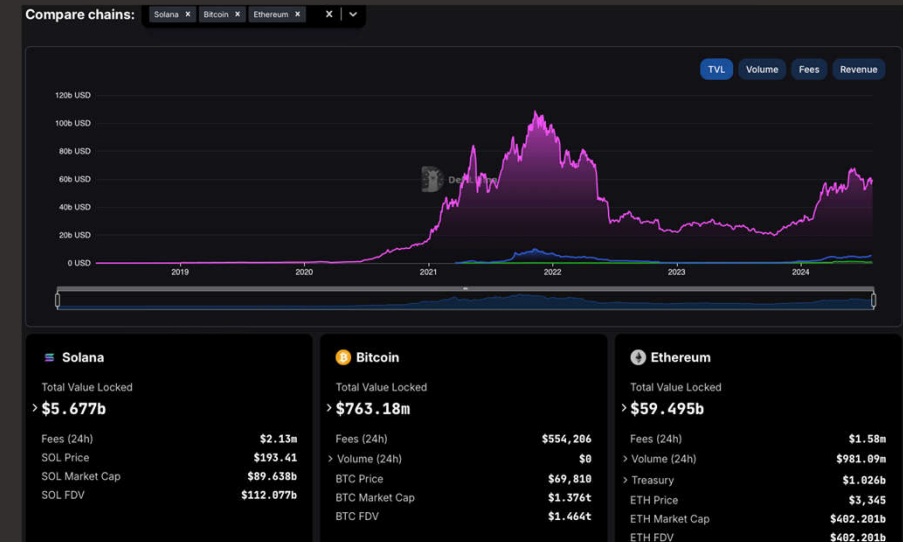 Compare chains: Solana × Bitcoin × Ethereum × ×
TVL Volume Fees Revenue
120b USD
100b USD
80b USD
60b USD
40b USD
20b USD
0 USD
2019 2020 2021 2022 2023 2024
Solana
Total Value Locked
$5.677b
Fees (24h) $2.13m
SOL Price $193.41
SOL Market Cap $89.638b
SOL FDV $112.077b
Bitcoin
Total Value Locked
$763.18m
Fees (24h) $554,206
Volume (24h) $0
BTC Price $69,810
BTC Market Cap $1.376t
BTC FDV $1.464t
Ethereum
Total Value Locked
$59.495b
Fees (24h) $1.58m
Volume (24h) $981.09m
Treasury $1.026b
ETH Price $3,345
ETH Market Cap $402.201b
ETH FDV $402.201b